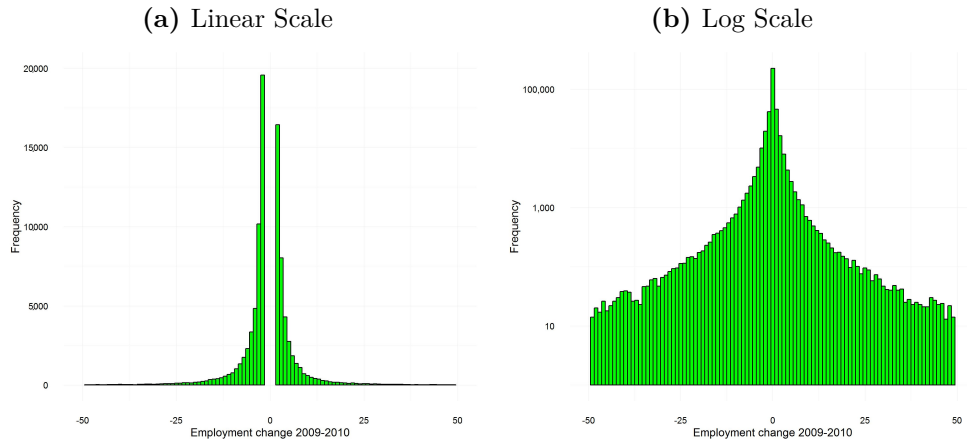 (a) Linear Scale
20000
15000
10000
5000
0
Frequency
-50 -25 0 25 50
Employment change 2009-2010
(b) Log Scale
100,000
1,000
10
Frequency
-50 -25 0 25 50
Employment change 2009-2010